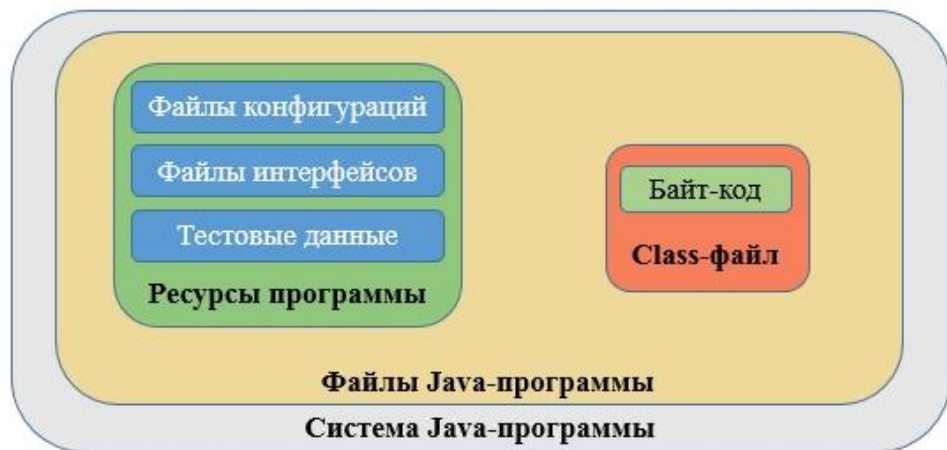 Файлы конфигураций
Файлы интерфейсов
Тестовые данные
Ресурсы программы
Байт-код
Class-файл
Файлы Java-программы
Система Java-программы